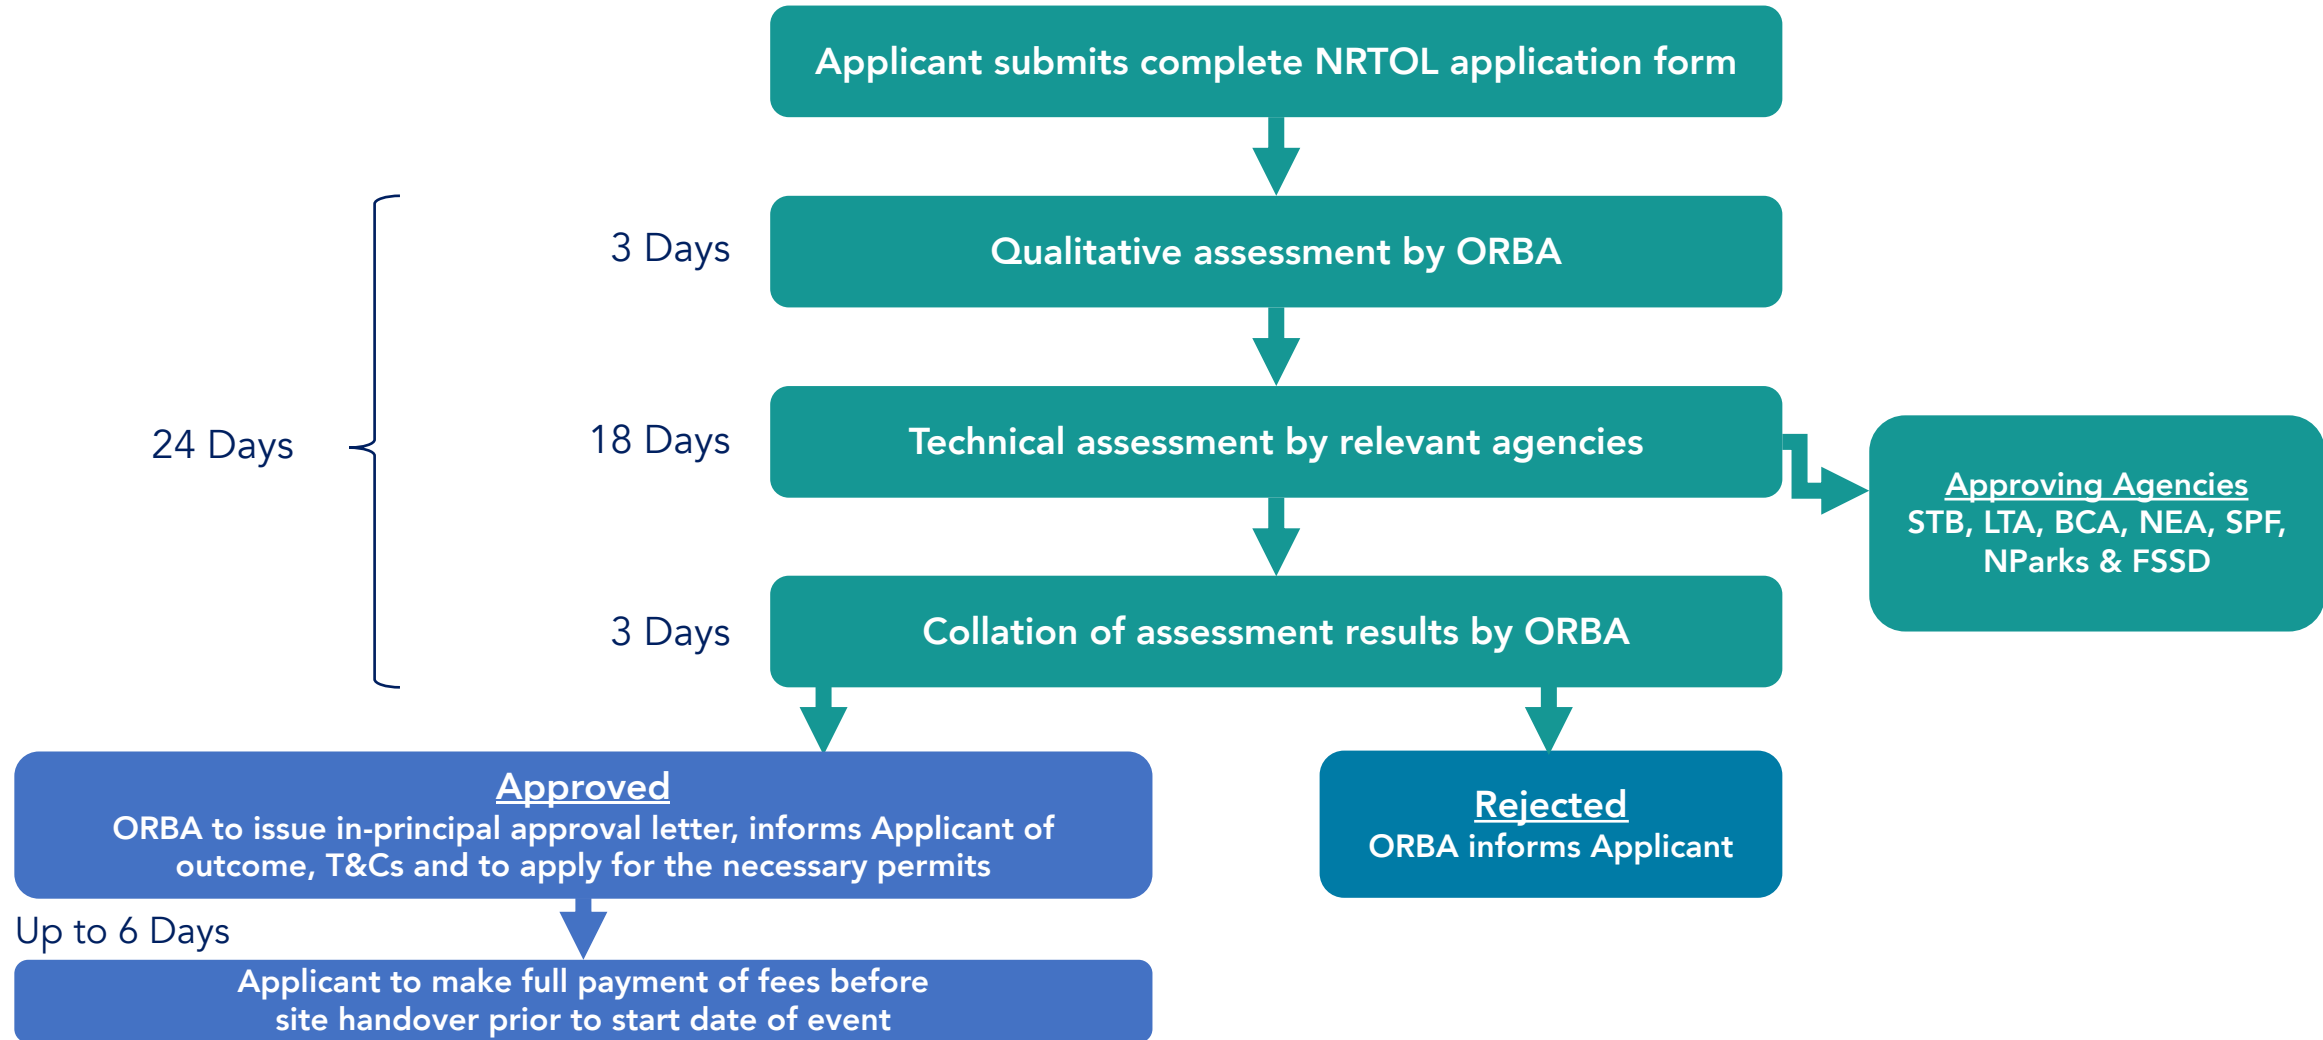 Applicant submits complete NRTOL application form
3 Days
Qualitative assessment by ORBA
24 Days
18 Days
Technical assessment by relevant agencies
Approving Agencies
STB, LTA, BCA, NEA, SPF,
NParks & FSSD
3 Days
Collation of assessment results by ORBA
Approved
ORBA to issue in-principal approval letter, informs Applicant of
outcome, T&Cs and to apply for the necessary permits
Rejected
ORBA informs Applicant
Up to 6 Days
Applicant to make full payment of fees before
site handover prior to start date of event